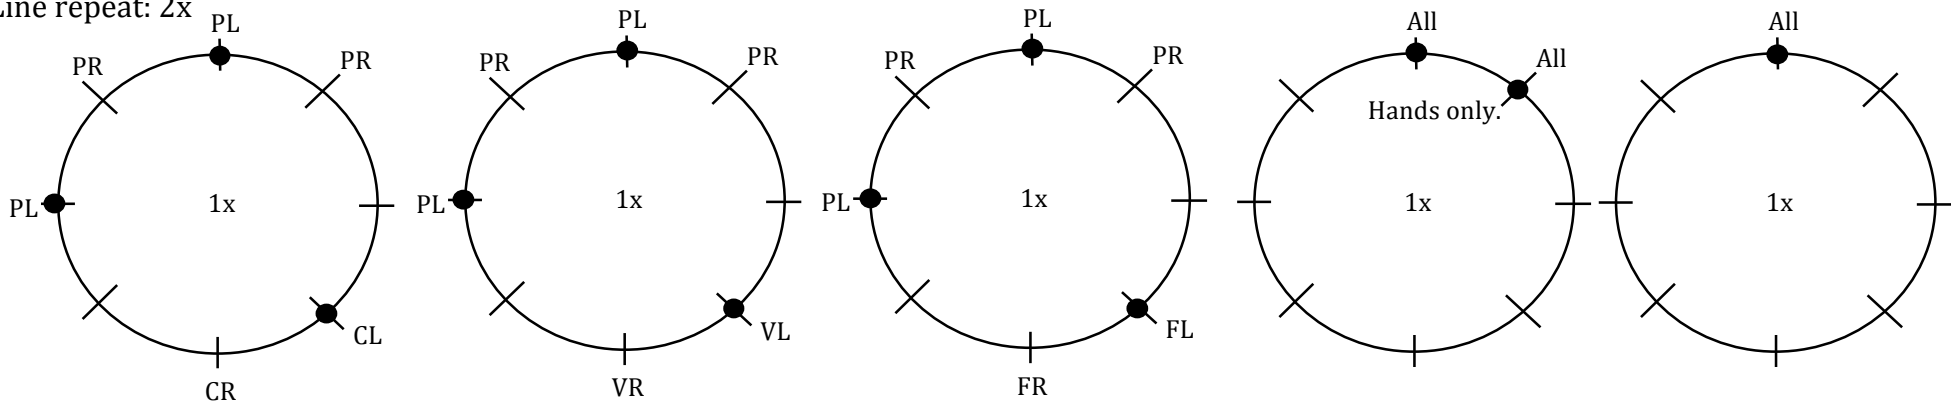 Line repeat: 2x
PL
PR
PR
PL
1x
CL
CR
PL
PR
PR
PL
1x
VL
VR
PL
PR
PR
PL
1x
FL
FR
All
All
Hands only.
1x
All
1x